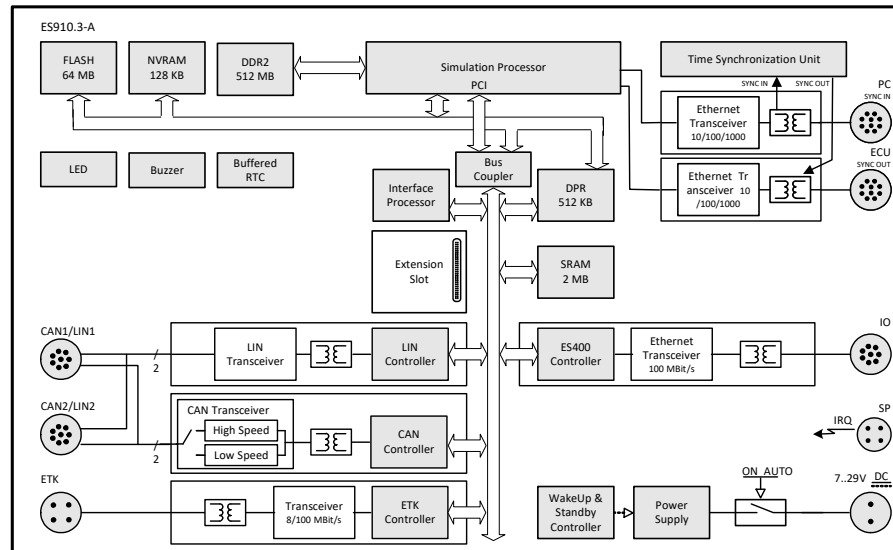 ES910.3-A
FLASH
64 MB
NVRAM
128 KB
DDR2
512 MB
Simulation Processor
PCI
Time Synchronization Unit
SYNC IN
SYNC OUT
PC
SYNC IN
Ethernet
Transceiver
10/100/1000
ECU
SYNC OUT
Ethernet Tr
ansceiver 10
/100/1000
LED
Buzzer
Buffered
RTC
Bus
Coupler
Interface
Processor
DPR
512 KB
Extension
Slot
SRAM
2 MB
CAN1/LIN1
2
LIN
Transceiver
LIN
Controller
ES400
Controller
Ethernet
Transceiver
100 MBit/s
IO
CAN2/LIN2
2
CAN Transceiver
High Speed
Low Speed
CAN
Controller
IRQ
SP
ETK
Transceiver
8/100 MBit/s
ETK
Controller
WakeUp &
Standby
Controller
Power
Supply
ON AUTO
7..29V DC